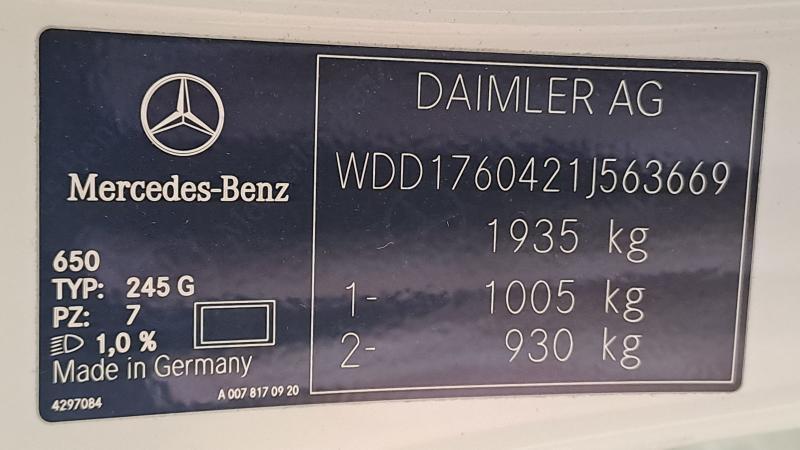 Mercedes-Benz
650
TYP: 245 G
PZ: 7
1,0 %
Made in Germany
4297084
A 007 817 09 20
DAIMLER AG
WDD1760421J563669
1935 kg
1- 1005 kg
2- 930 kg